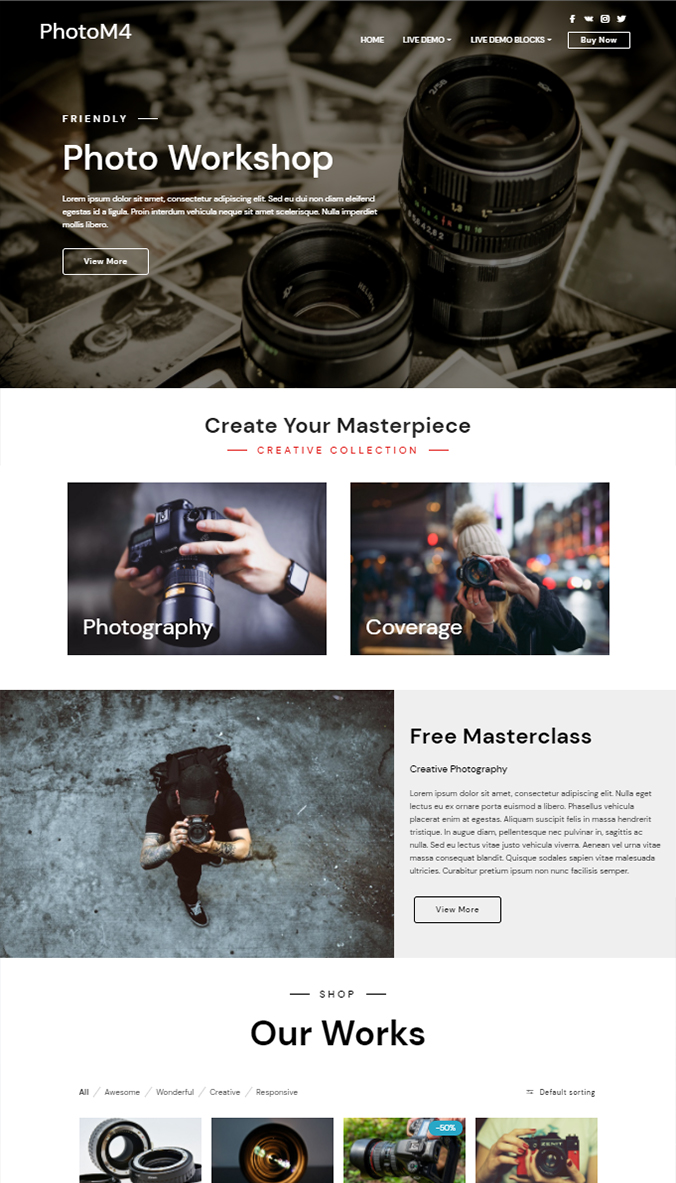 PhotoM4
HOME LIVE DEMO LIVE DEMO BLOCKS Buy Now
FRIENDLY
Photo Workshop
Lorem ipsum dolor sit amet, consectetur adipiscing elit. Sed eu dui non diam eleifend
egestas id a ligula. Proin interdum vehicula neque sit amet scelerisque. Nulla imperdiet
mollis libero.
View More
Create Your Masterpiece
CREATIVE COLLECTION
Photography
Coverage
Free Masterclass
Creative Photography
Lorem ipsum dolor sit amet, consectetur adipiscing elit. Nulla eget
lectus eu ex ornare porta euismod a libero. Phasellus vehicula
placerat enim at egestas. Aliquam suscipit felis in massa hendrerit
tristique. In augue diam, pellentesque nec pulvinar in, sagittis ac
nulla. Sed eu lectus vitae justo vehicula viverra. Aenean vel urna vitae
massa consequat blandit. Quisque sodales sapien vitae malesuada
ultricies. Curabitur pretium ipsum non nunc facilisis semper.
View More
SHOP
Our Works
All / Awesome / Wonderful / Creative / Responsive
Default sorting
-50%
ZENIT